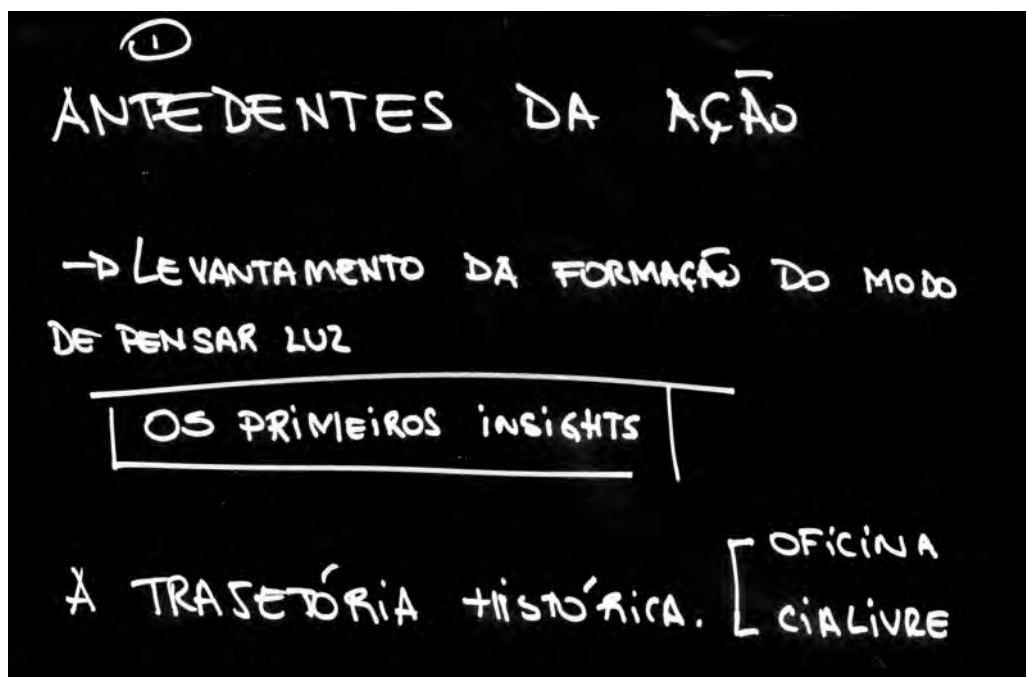 1
ANTEDENTES DA AÇÃO
→ LEVANTAMENTO DA FORMAÇÃO DO MODO
DE PENSAR LUZ
OS PRIMEIROS INSIGHTS
A TRAJETÓRIA HISTÓRICA. [ OFICINA
CIALIVRE